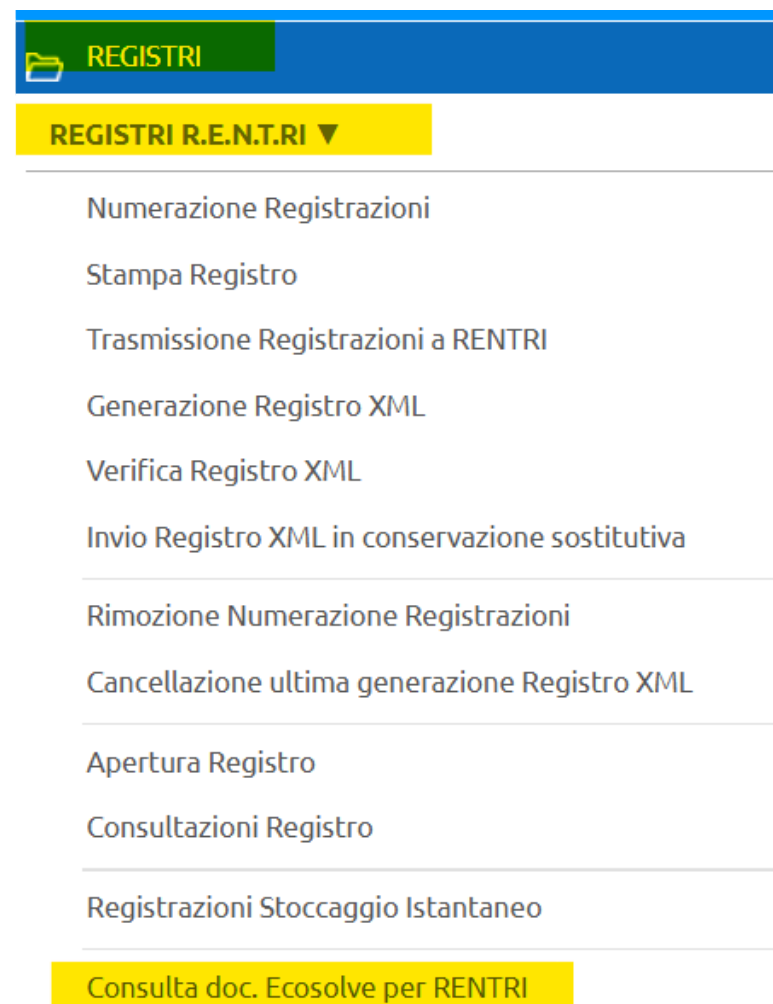 REGISTRI
REGISTRI R.E.N.T.RI ▼
Numerazione Registrazioni
Stampa Registro
Trasmissione Registrazioni a RENTRI
Generazione Registro XML
Verifica Registro XML
Invio Registro XML in conservazione sostitutiva
Rimozione Numerazione Registrazioni
Cancellazione ultima generazione Registro XML
Apertura Registro
Consultazioni Registro
Registrazioni Stoccaggio Istantaneo
Consulta doc. Ecosolve per RENTRI